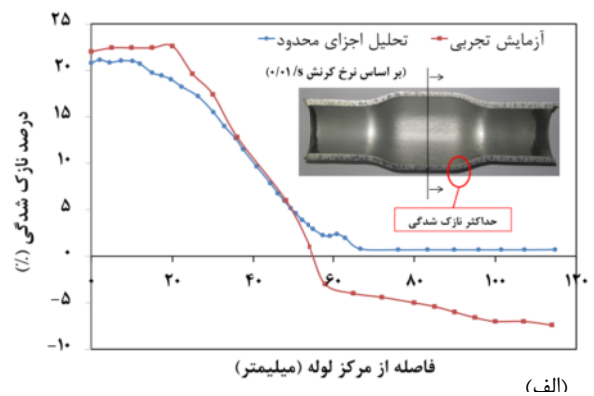 آزمایش تجربی
تحلیل اجزای محدود
(بر اساس نرخ کرنش ۰/۰۱/s)
حداکثر نازک شدگی
درصد نازک شدگی (٪)
۲۵
۲۰
۱۵
۱۰
۵
۰
-۵
-۱۰
۰ ۲۰ ۴۰ ۶۰ ۸۰ ۱۰۰ ۱۲۰
فاصله از مرکز لوله (میلیمتر)
(الف)